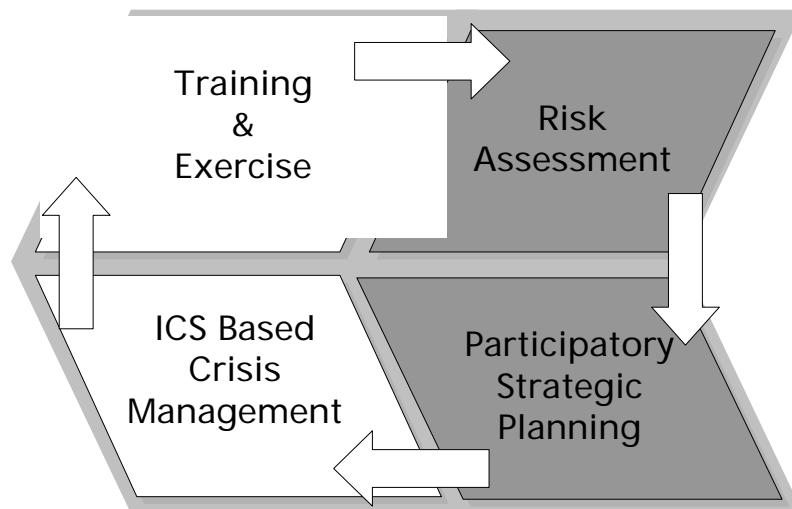 Training
&
Exercise
Risk
Assessment
ICS Based
Crisis
Management
Participatory
Strategic
Planning